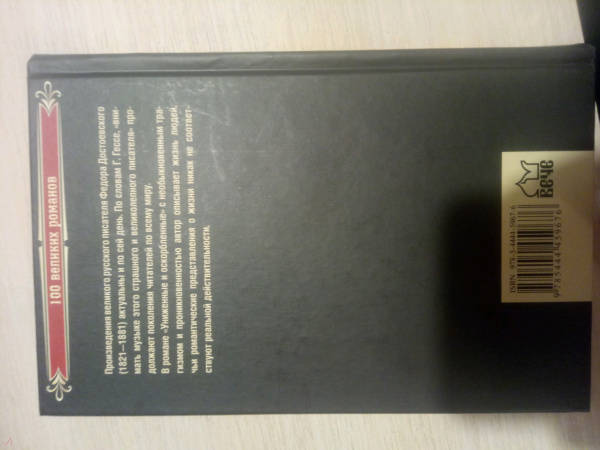 100 великих романов
Произведения великого русского писателя Федора Достоевского
(1821—1881) актуальны и по сей день. По словам Г. Гессе, «вни-
мать музыке этого страшного и великолепного писателя» про-
должают поколения читателей по всему миру.
В романе «Униженные и оскорбленные» с необыкновенным тра-
гизмом и проникновенностью автор описывает жизнь людей,
чьи романтические представления о жизни никак не соответ-
ствуют реальной действительности.
ВЕЧЕ
ISBN 978-5-4444-5967-6
9785444459676